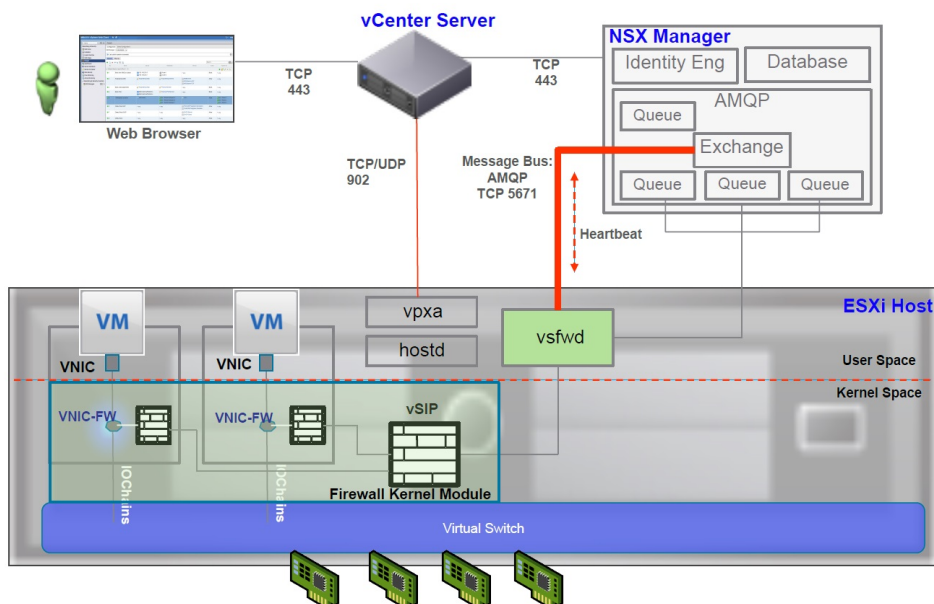 vCenter Server
NSX Manager
Identity Eng
Database
TCP
443
TCP
443
AMQP
Queue
Exchange
Queue
Queue
Queue
Web Browser
TCP/UDP
902
Message Bus:
AMQP
TCP 5671
Heartbeat
ESXi Host
VM
VM
vpxa
hostd
vsfwd
VNIC
VNIC
User Space
Kernel Space
VNIC-FW
VNIC-FW
vSIP
IOChains
IOChains
Firewall Kernel Module
Virtual Switch